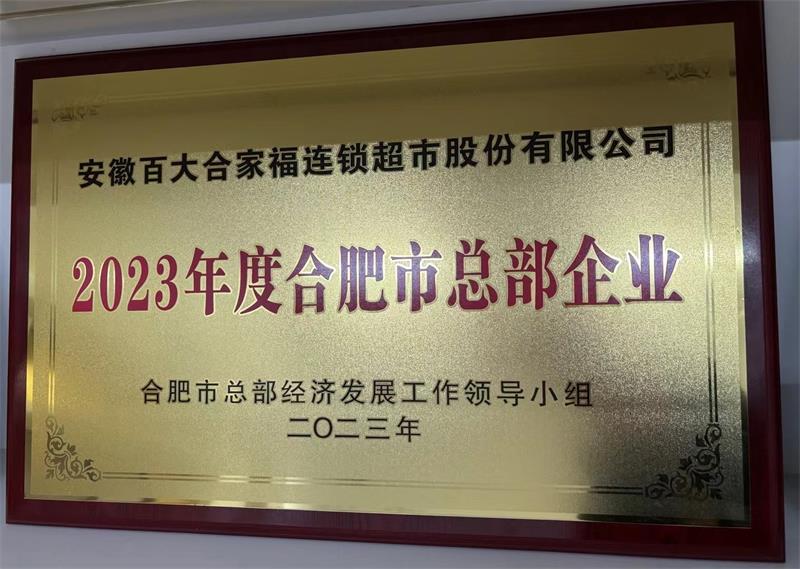 安徽百大合家福连锁超市股份有限公司
2023年度合肥市总部企业
合肥市总部经济发展工作领导小组
二〇二三年